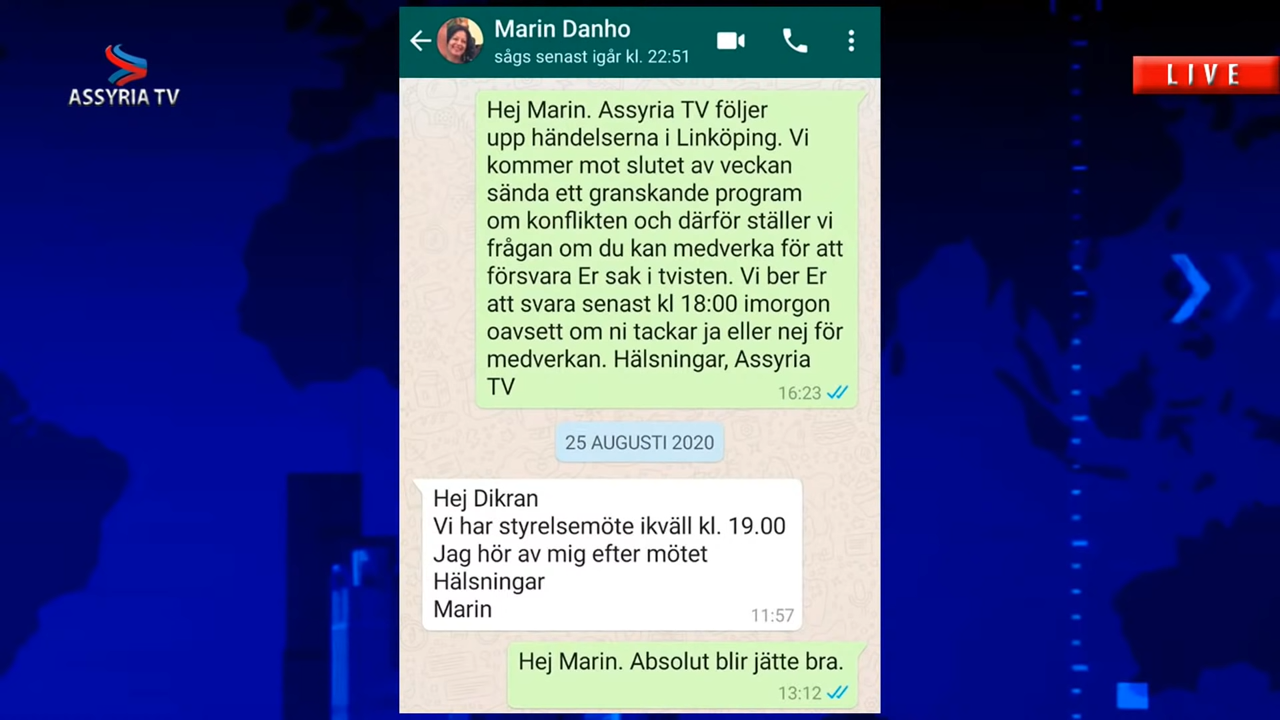 ASSYRIA TV
LIVE
Marin Danho
sågs senast igår kl. 22:51
Hej Marin. Assyria TV följer
upp händelserna i Linköping. Vi
kommer mot slutet av veckan
sända ett granskande program
om konflikten och därför ställer vi
frågan om du kan medverka för att
försvara Er sak i tvisten. Vi ber Er
att svara senast kl 18:00 imorgon
oavsett om ni tackar ja eller nej för
medverkan. Hälsningar, Assyria
TV
16:23
25 AUGUSTI 2020
Hej Dikran
Vi har styrelsemöte ikväll kl. 19.00
Jag hör av mig efter mötet
Hälsningar
Marin
11:57
Hej Marin. Absolut blir jätte bra.
13:12